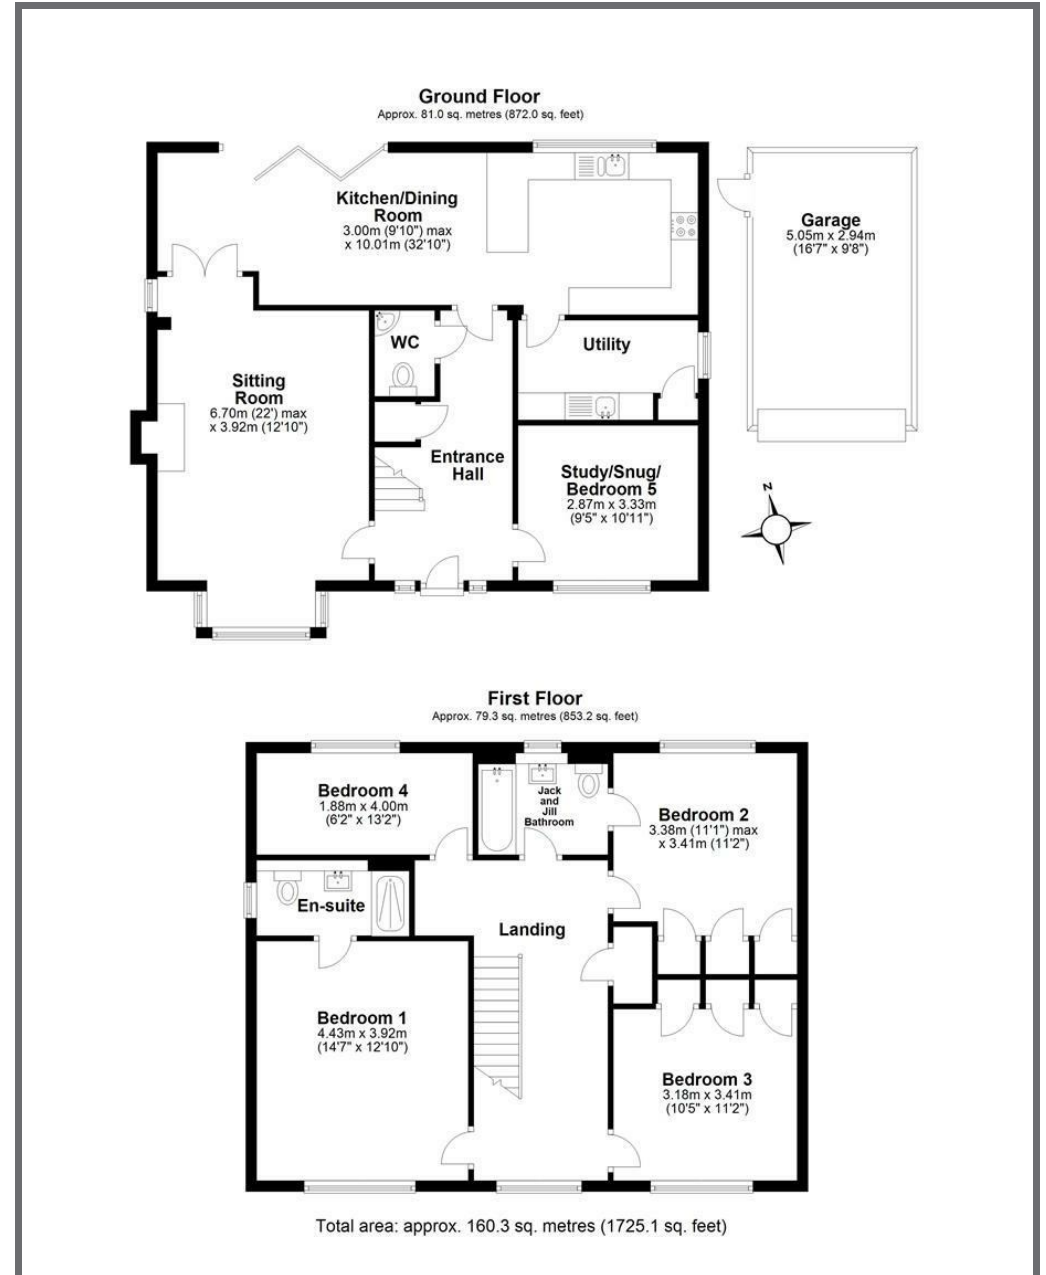 Ground Floor
Approx. 81.0 sq. metres (872.0 sq. feet)
Kitchen/Dining
Room
3.00m (9'10") max
x 10.01m (32'10")
Garage
5.05m x 2.94m
(16'7" x 9'8")
WC
Utility
Sitting
Room
6.70m (22') max
x 3.92m (12'10")
Entrance
Hall
Study/Snug/
Bedroom 5
2.87m x 3.33m
(9'5" x 10'11")
N
First Floor
Approx. 79.3 sq. metres (853.2 sq. feet)
Bedroom 4
1.88m x 4.00m
(6'2" x 13'2")
Jack
and
Jill
Bathroom
Bedroom 2
3.38m (11'1") max
x 3.41m (11'2")
En-suite
Landing
Bedroom 1
4.43m x 3.92m
(14'7" x 12'10")
Bedroom 3
3.18m x 3.41m
(10'5" x 11'2")
Total area: approx. 160.3 sq. metres (1725.1 sq. feet)